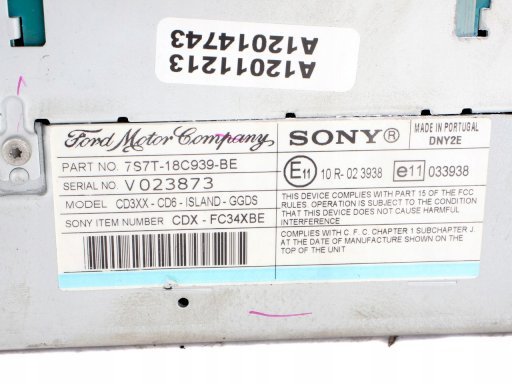 A12011213
A12014743
Ford Motor Company
PART NO. 7S7T-18C939-BE
SERIAL NO. V023873
MODEL CD3XX - CD6 - ISLAND - GGDS
SONY ITEM NUMBER CDX - FC34XBE
SONY ®
MADE IN PORTUGAL
DNY2E
E11 10 R- 02 3938
e11 033938
THIS DEVICE COMPLIES WITH PART 15 OF THE FCC
RULES. OPERATION IS SUBJECT TO THE CONDITION
THAT THIS DEVICE DOES NOT CAUSE HARMFUL
INTERFERENCE
COMPLIES WITH C. F. C. CHAPTER 1 SUBCHAPTER J.
AT THE DATE OF MANUFACTURE SHOWN ON THE
TOP OF THE UNIT